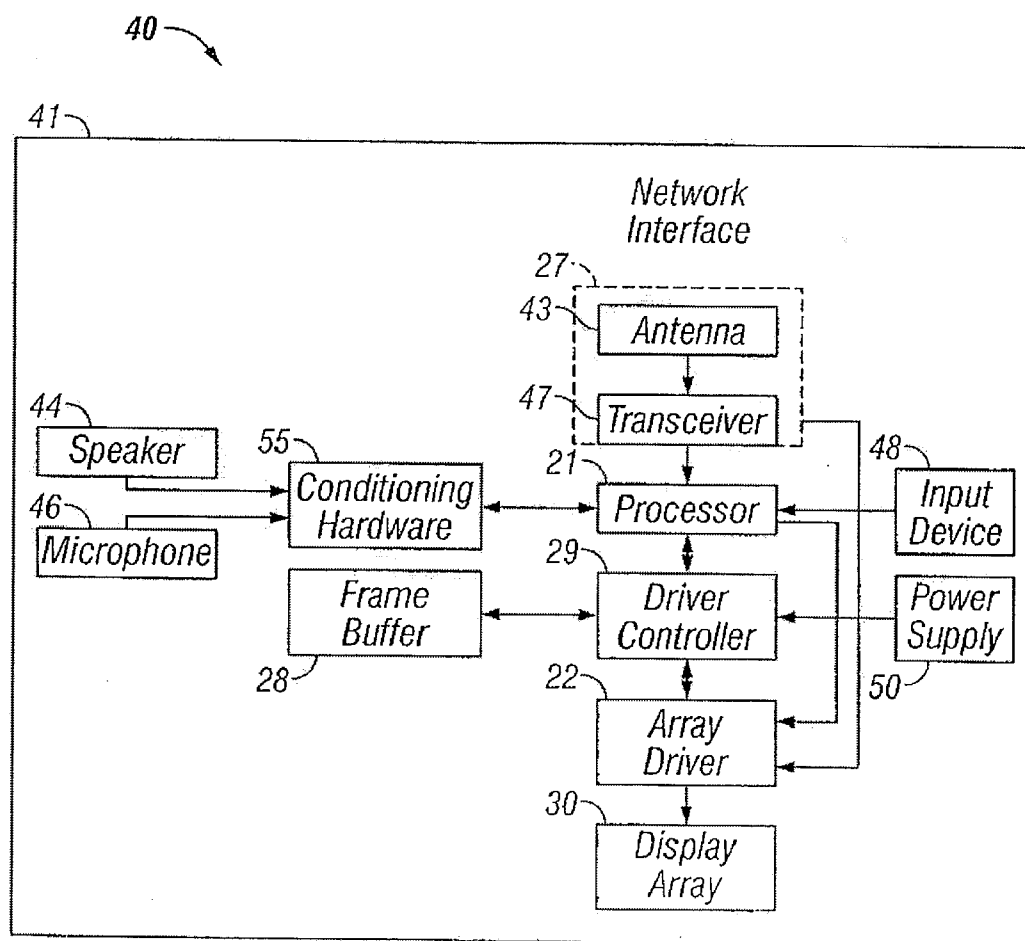 40
41
Network
Interface
27
43
Antenna
47
Transceiver
44
Speaker
55
Conditioning
Hardware
46
Microphone
21
Processor
48
Input
Device
29
Driver
Controller
Frame
Buffer
28
Power
Supply
50
22
Array
Driver
30
Display
Array